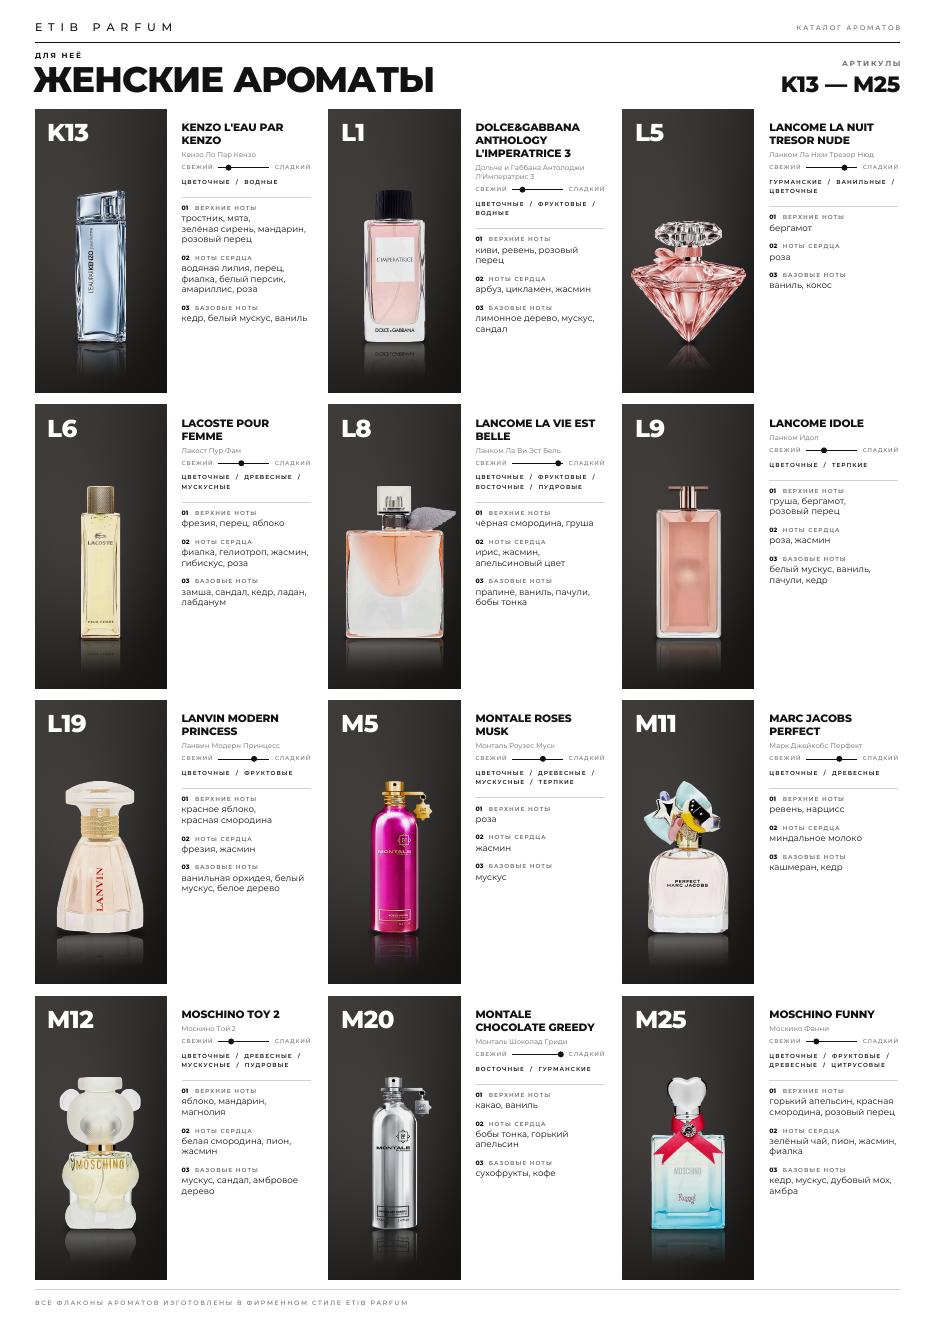 ETIB PARFUM
КАТАЛОГ АРОМАТОВ
ДЛЯ НЕЁ
ЖЕНСКИЕ АРОМАТЫ
АРТИКУЛЫ
K13 — M25
K13
L'EAU PAR KENZO
KENZO L'EAU PAR
KENZO
Кензо Ло Пар Кензо
СВЕЖИЙ СЛАДКИЙ
ЦВЕТОЧНЫЕ / ВОДНЫЕ
01 ВЕРХНИЕ НОТЫ
тростник, мята,
зелёная сирень, мандарин,
розовый перец
02 НОТЫ СЕРДЦА
водяная лилия, перец,
фиалка, белый персик,
амариллис, роза
03 БАЗОВЫЕ НОТЫ
кедр, белый мускус, ваниль
L1
L'IMPERATRICE
DOLCE & GABBANA
DOLCE&GABBANA
ANTHOLOGY
L'IMPERATRICE 3
Дольче и Габбана Антолоджи
Л'Императрис 3
СВЕЖИЙ СЛАДКИЙ
ЦВЕТОЧНЫЕ / ФРУКТОВЫЕ /
ВОДНЫЕ
01 ВЕРХНИЕ НОТЫ
киви, ревень, розовый
перец
02 НОТЫ СЕРДЦА
арбуз, цикламен, жасмин
03 БАЗОВЫЕ НОТЫ
лимонное дерево, мускус,
сандал
L5
LANCOME LA NUIT
TRESOR NUDE
Ланком Ла Нюи Трезор Нюд
СВЕЖИЙ СЛАДКИЙ
ГУРМАНСКИЕ / ВАНИЛЬНЫЕ /
ЦВЕТОЧНЫЕ
01 ВЕРХНИЕ НОТЫ
бергамот
02 НОТЫ СЕРДЦА
роза
03 БАЗОВЫЕ НОТЫ
ваниль, кокос
L6
LACOSTE
POUR FEMME
LACOSTE POUR
FEMME
Лакост Пур Фам
СВЕЖИЙ СЛАДКИЙ
ЦВЕТОЧНЫЕ / ДРЕВЕСНЫЕ /
МУСКУСНЫЕ
01 ВЕРХНИЕ НОТЫ
фрезия, перец, яблоко
02 НОТЫ СЕРДЦА
фиалка, гелиотроп, жасмин,
гибискус, роза
03 БАЗОВЫЕ НОТЫ
замша, сандал, кедр, ладан,
лабданум
L8
LANCOME LA VIE EST
BELLE
Ланком Ла Ви Эст Бель
СВЕЖИЙ СЛАДКИЙ
ЦВЕТОЧНЫЕ / ФРУКТОВЫЕ /
ВОСТОЧНЫЕ / ПУДРОВЫЕ
01 ВЕРХНИЕ НОТЫ
чёрная смородина, груша
02 НОТЫ СЕРДЦА
ирис, жасмин,
апельсиновый цвет
03 БАЗОВЫЕ НОТЫ
пралине, ваниль, пачули,
бобы тонка
L9
LANCOME IDOLE
Ланком Идол
СВЕЖИЙ СЛАДКИЙ
ЦВЕТОЧНЫЕ / ТЕРПКИЕ
01 ВЕРХНИЕ НОТЫ
груша, бергамот,
розовый перец
02 НОТЫ СЕРДЦА
роза, жасмин
03 БАЗОВЫЕ НОТЫ
белый мускус, ваниль,
пачули, кедр
L19
LANVIN
LANVIN MODERN
PRINCESS
Ланвин Модерн Принцесс
СВЕЖИЙ СЛАДКИЙ
ЦВЕТОЧНЫЕ / ФРУКТОВЫЕ
01 ВЕРХНИЕ НОТЫ
красное яблоко,
красная смородина
02 НОТЫ СЕРДЦА
фрезия, жасмин
03 БАЗОВЫЕ НОТЫ
ванильная орхидея, белый
мускус, белое дерево
M5
MONTALE
MONTALE ROSES
MUSK
Монталь Роузес Муск
СВЕЖИЙ СЛАДКИЙ
ЦВЕТОЧНЫЕ / ДРЕВЕСНЫЕ /
МУСКУСНЫЕ / ТЕРПКИЕ
01 ВЕРХНИЕ НОТЫ
роза
02 НОТЫ СЕРДЦА
жасмин
03 БАЗОВЫЕ НОТЫ
мускус
M11
PERFECT
MARC JACOBS
MARC JACOBS
PERFECT
Марк Джейкобс Перфект
СВЕЖИЙ СЛАДКИЙ
ЦВЕТОЧНЫЕ / ДРЕВЕСНЫЕ
01 ВЕРХНИЕ НОТЫ
ревень, нарцисс
02 НОТЫ СЕРДЦА
миндальное молоко
03 БАЗОВЫЕ НОТЫ
кашмеран, кедр
M12
MOSCHINO
MOSCHINO TOY 2
Москино Той 2
СВЕЖИЙ СЛАДКИЙ
ЦВЕТОЧНЫЕ / ДРЕВЕСНЫЕ /
МУСКУСНЫЕ / ПУДРОВЫЕ
01 ВЕРХНИЕ НОТЫ
яблоко, мандарин,
магнолия
02 НОТЫ СЕРДЦА
белая смородина, пион,
жасмин
03 БАЗОВЫЕ НОТЫ
мускус, сандал, амбровое
дерево
M20
MONTALE
MONTALE
CHOCOLATE GREEDY
Монталь Шоколад Гриди
СВЕЖИЙ СЛАДКИЙ
ВОСТОЧНЫЕ / ГУРМАНСКИЕ
01 ВЕРХНИЕ НОТЫ
какао, ваниль
02 НОТЫ СЕРДЦА
бобы тонка, горький
апельсин
03 БАЗОВЫЕ НОТЫ
сухофрукты, кофе
M25
MOSCHINO
Funny!
MOSCHINO FUNNY
Москино Фанни
СВЕЖИЙ СЛАДКИЙ
ЦВЕТОЧНЫЕ / ФРУКТОВЫЕ /
ДРЕВЕСНЫЕ / ЦИТРУСОВЫЕ
01 ВЕРХНИЕ НОТЫ
горький апельсин, красная
смородина, розовый перец
02 НОТЫ СЕРДЦА
зелёный чай, пион, жасмин,
фиалка
03 БАЗОВЫЕ НОТЫ
кедр, мускус, дубовый мох,
амбра
ВСЕ ФЛАКОНЫ АРОМАТОВ ИЗГОТОВЛЕНЫ В ФИРМЕННОМ СТИЛЕ ETIB PARFUM